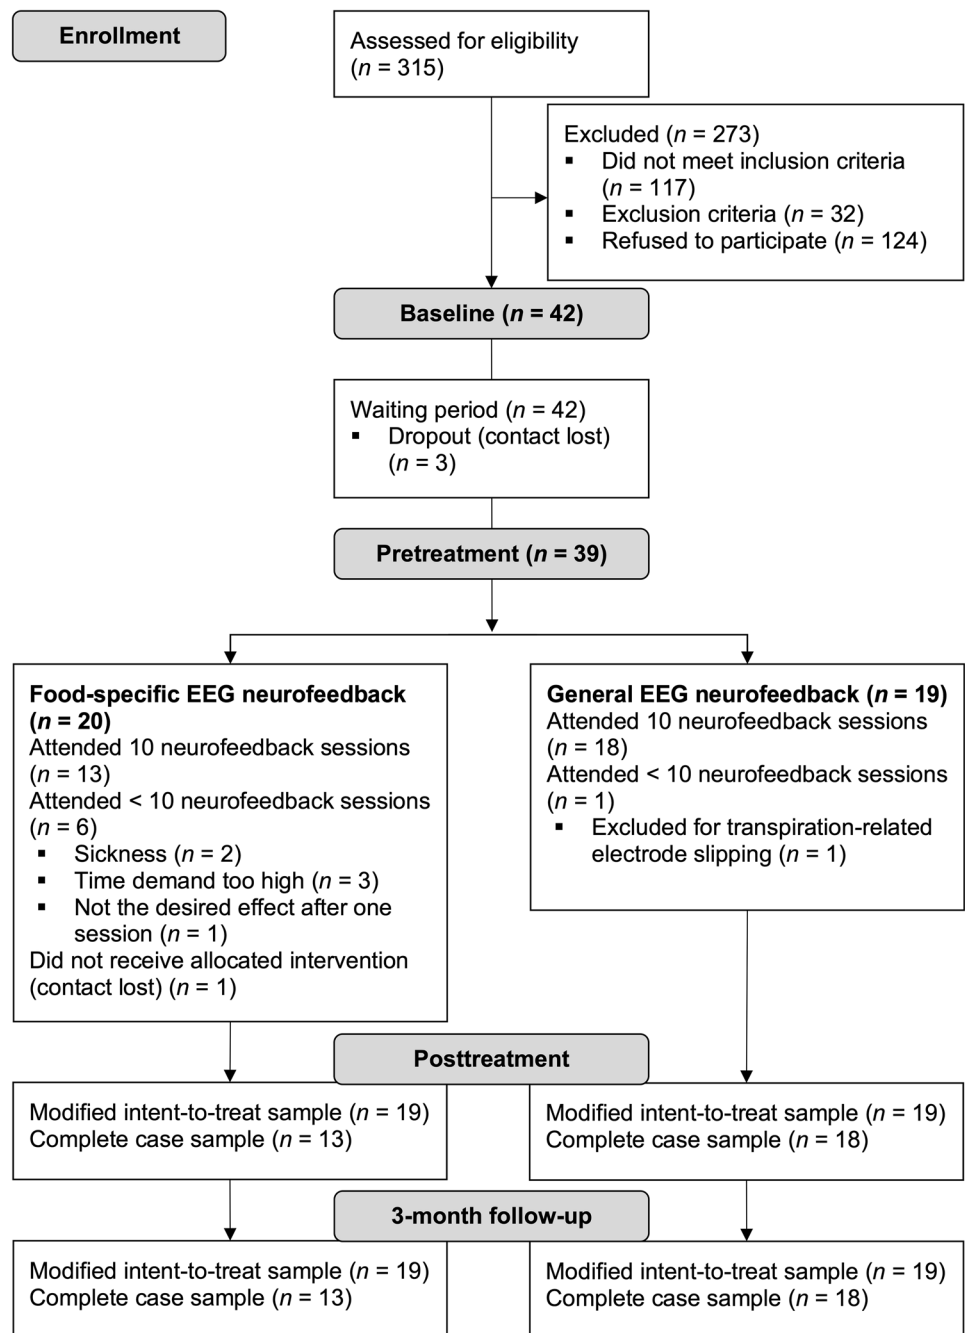 Enrollment
Assessed for eligibility
(n = 315)
Excluded (n = 273)
▪ Did not meet inclusion criteria
(n = 117)
▪ Exclusion criteria (n = 32)
▪ Refused to participate (n = 124)
Baseline (n = 42)
Waiting period (n = 42)
▪ Dropout (contact lost)
(n = 3)
Pretreatment (n = 39)
Food-specific EEG neurofeedback
(n = 20)
Attended 10 neurofeedback sessions
(n = 13)
Attended < 10 neurofeedback sessions
(n = 6)
▪ Sickness (n = 2)
▪ Time demand too high (n = 3)
▪ Not the desired effect after one
session (n = 1)
Did not receive allocated intervention
(contact lost) (n = 1)
General EEG neurofeedback (n = 19)
Attended 10 neurofeedback sessions
(n = 18)
Attended < 10 neurofeedback sessions
(n = 1)
▪ Excluded for transpiration-related
electrode slipping (n = 1)
Posttreatment
Modified intent-to-treat sample (n = 19)
Complete case sample (n = 13)
Modified intent-to-treat sample (n = 19)
Complete case sample (n = 18)
3-month follow-up
Modified intent-to-treat sample (n = 19)
Complete case sample (n = 13)
Modified intent-to-treat sample (n = 19)
Complete case sample (n = 18)